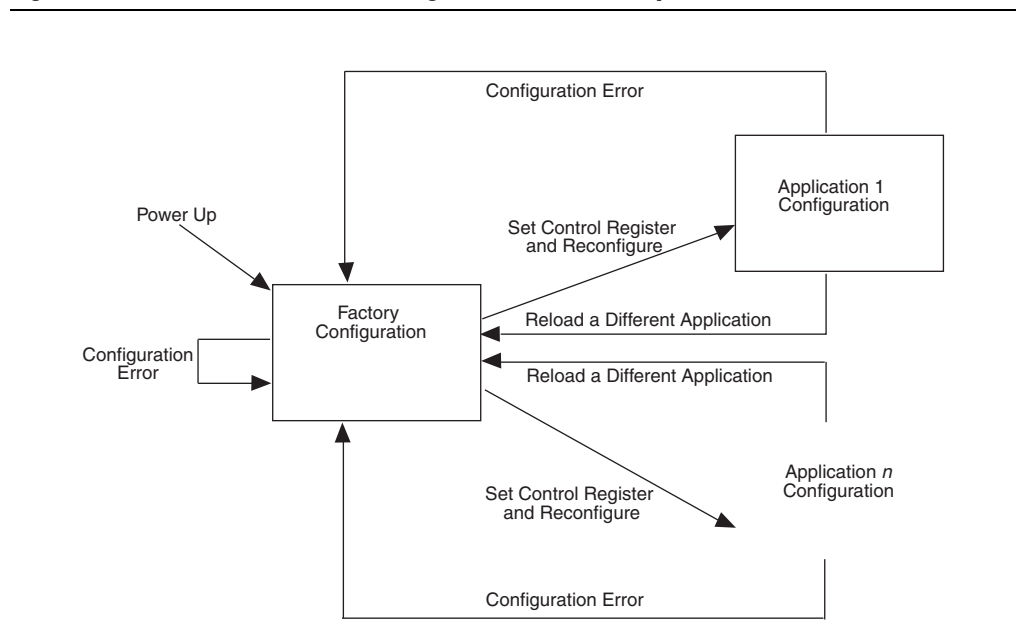 Configuration Error
Application 1
Configuration
Power Up
Set Control Register
and Reconfigure
Factory
Configuration
Reload a Different Application
Configuration
Error
Reload a Different Application
Application n
Configuration
Set Control Register
and Reconfigure
Configuration Error